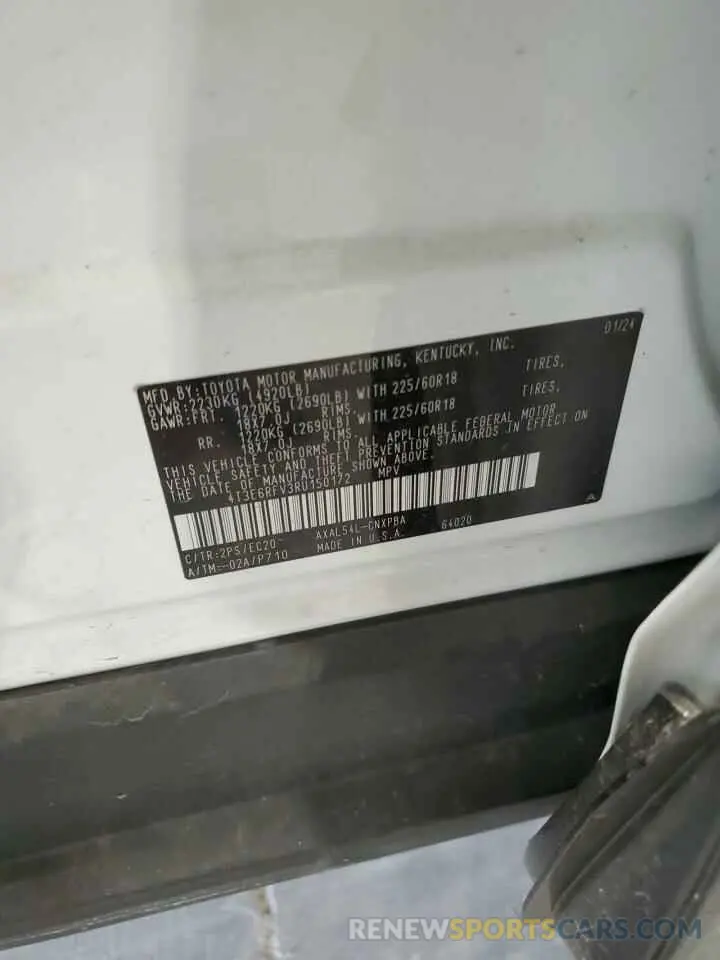 01/24
MFD.BY:TOYOTA MOTOR MANUFACTURING, KENTUCKY, INC.
GVWR:2230KG (4920LB)
GAWR:FRT. 1220KG (2690LB) WITH 225/60R18 TIRES,
18X7.0J RIMS,
RR. 1220KG (2690LB) WITH 225/60R18 TIRES,
18X7.0J RIMS,
THIS VEHICLE CONFORMS TO ALL APPLICABLE FEDERAL MOTOR
VEHICLE SAFETY AND THEFT PREVENTION STANDARDS IN EFFECT ON
THE DATE OF MANUFACTURE SHOWN ABOVE.
4T3E6RFV3RU150172 MPV
A
C/TR:2PS/EC20 AXAL54L-CNXPBA 64020
A/TM:-02A/P710 MADE IN U.S.A.
RENEWSPORTSCARS.COM